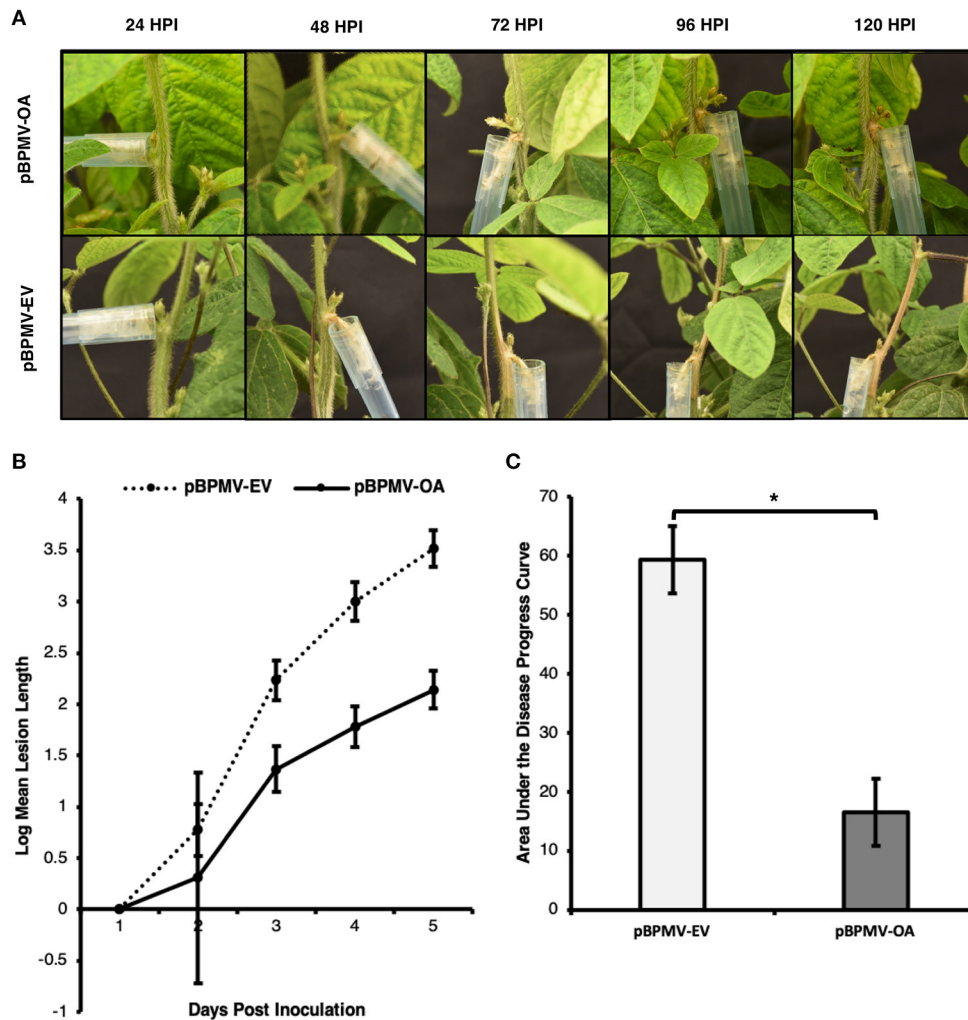 A
24 HPI 48 HPI 72 HPI 96 HPI 120 HPI
pBPMV-OA
pBPMV-EV
B
pBPMV-EV pBPMV-OA
Log Mean Lesion Length
4
3.5
3
2.5
2
1.5
1
0.5
0
-0.5
-1
1 2 3 4 5
Days Post Inoculation
C
Area Under the Disease Progress Curve
70
60
50
40
30
20
10
0
*
pBPMV-EV pBPMV-OA